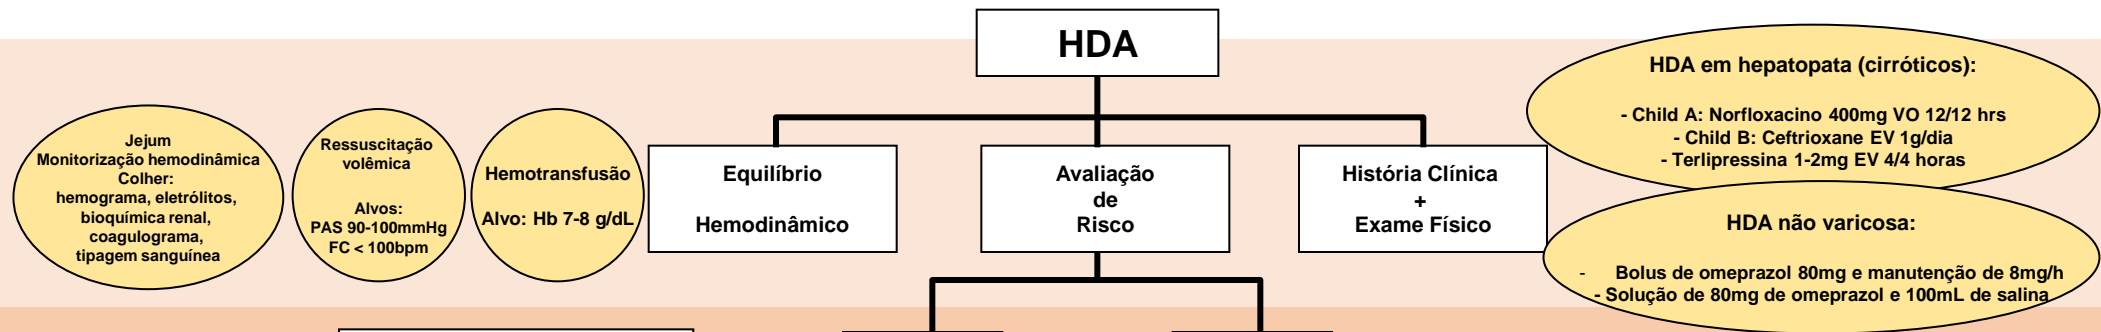 HDA
Jejum
Monitorização hemodinâmica
Colher:
hemograma, eletrólitos,
bioquímica renal,
coagulograma,
tipagem sanguínea
Ressuscitação
volêmica
Alvos:
PAS 90-100mmHg
FC < 100bpm
Hemotransfusão
Alvo: Hb 7-8 g/dL
Equilíbrio
Hemodinâmico
Avaliação
de
Risco
História Clínica
+
Exame Físico
HDA em hepatopata (cirróticos):
- Child A: Norfloxacino 400mg VO 12/12 hrs
- Child B: Ceftrioxane EV 1g/dia
- Terlipressina 1-2mg EV 4/4 horas
HDA não varicosa:
- Bolus de omeprazol 80mg e manutenção de 8mg/h
- Solução de 80mg de omeprazol e 100mL de salina